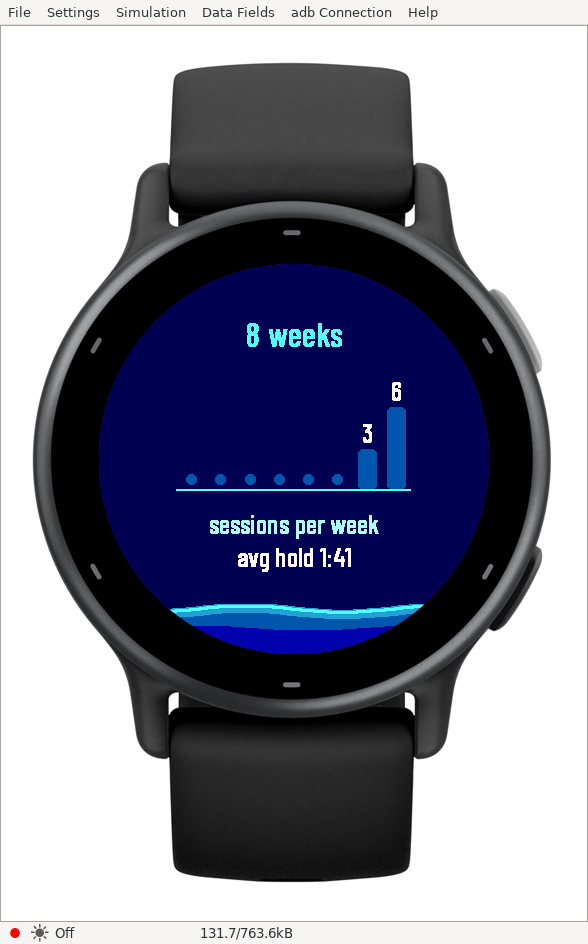 File Settings Simulation Data Fields adb Connection Help
8 weeks
6
3
sessions per week
avg hold 1:41
Off 131.7/763.6kB